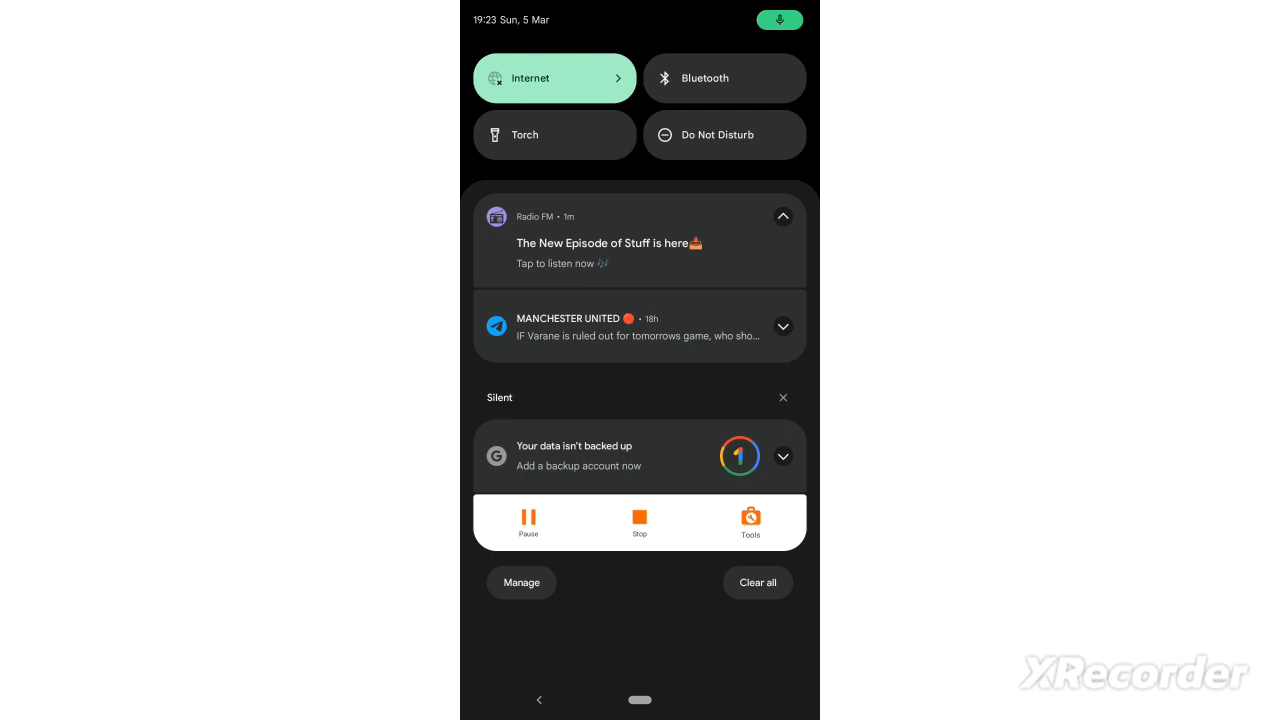 19:23 Sun, 5 Mar
Internet
Bluetooth
Torch
Do Not Disturb
Radio FM • 1m
The New Episode of Stuff is here📥
Tap to listen now 🎶
MANCHESTER UNITED 🔴 • 18h
IF Varane is ruled out for tomorrows game, who sho...
Silent
Your data isn't backed up
Add a backup account now
1
G
Pause
Stop
Tools
Manage
Clear all
XRecorder